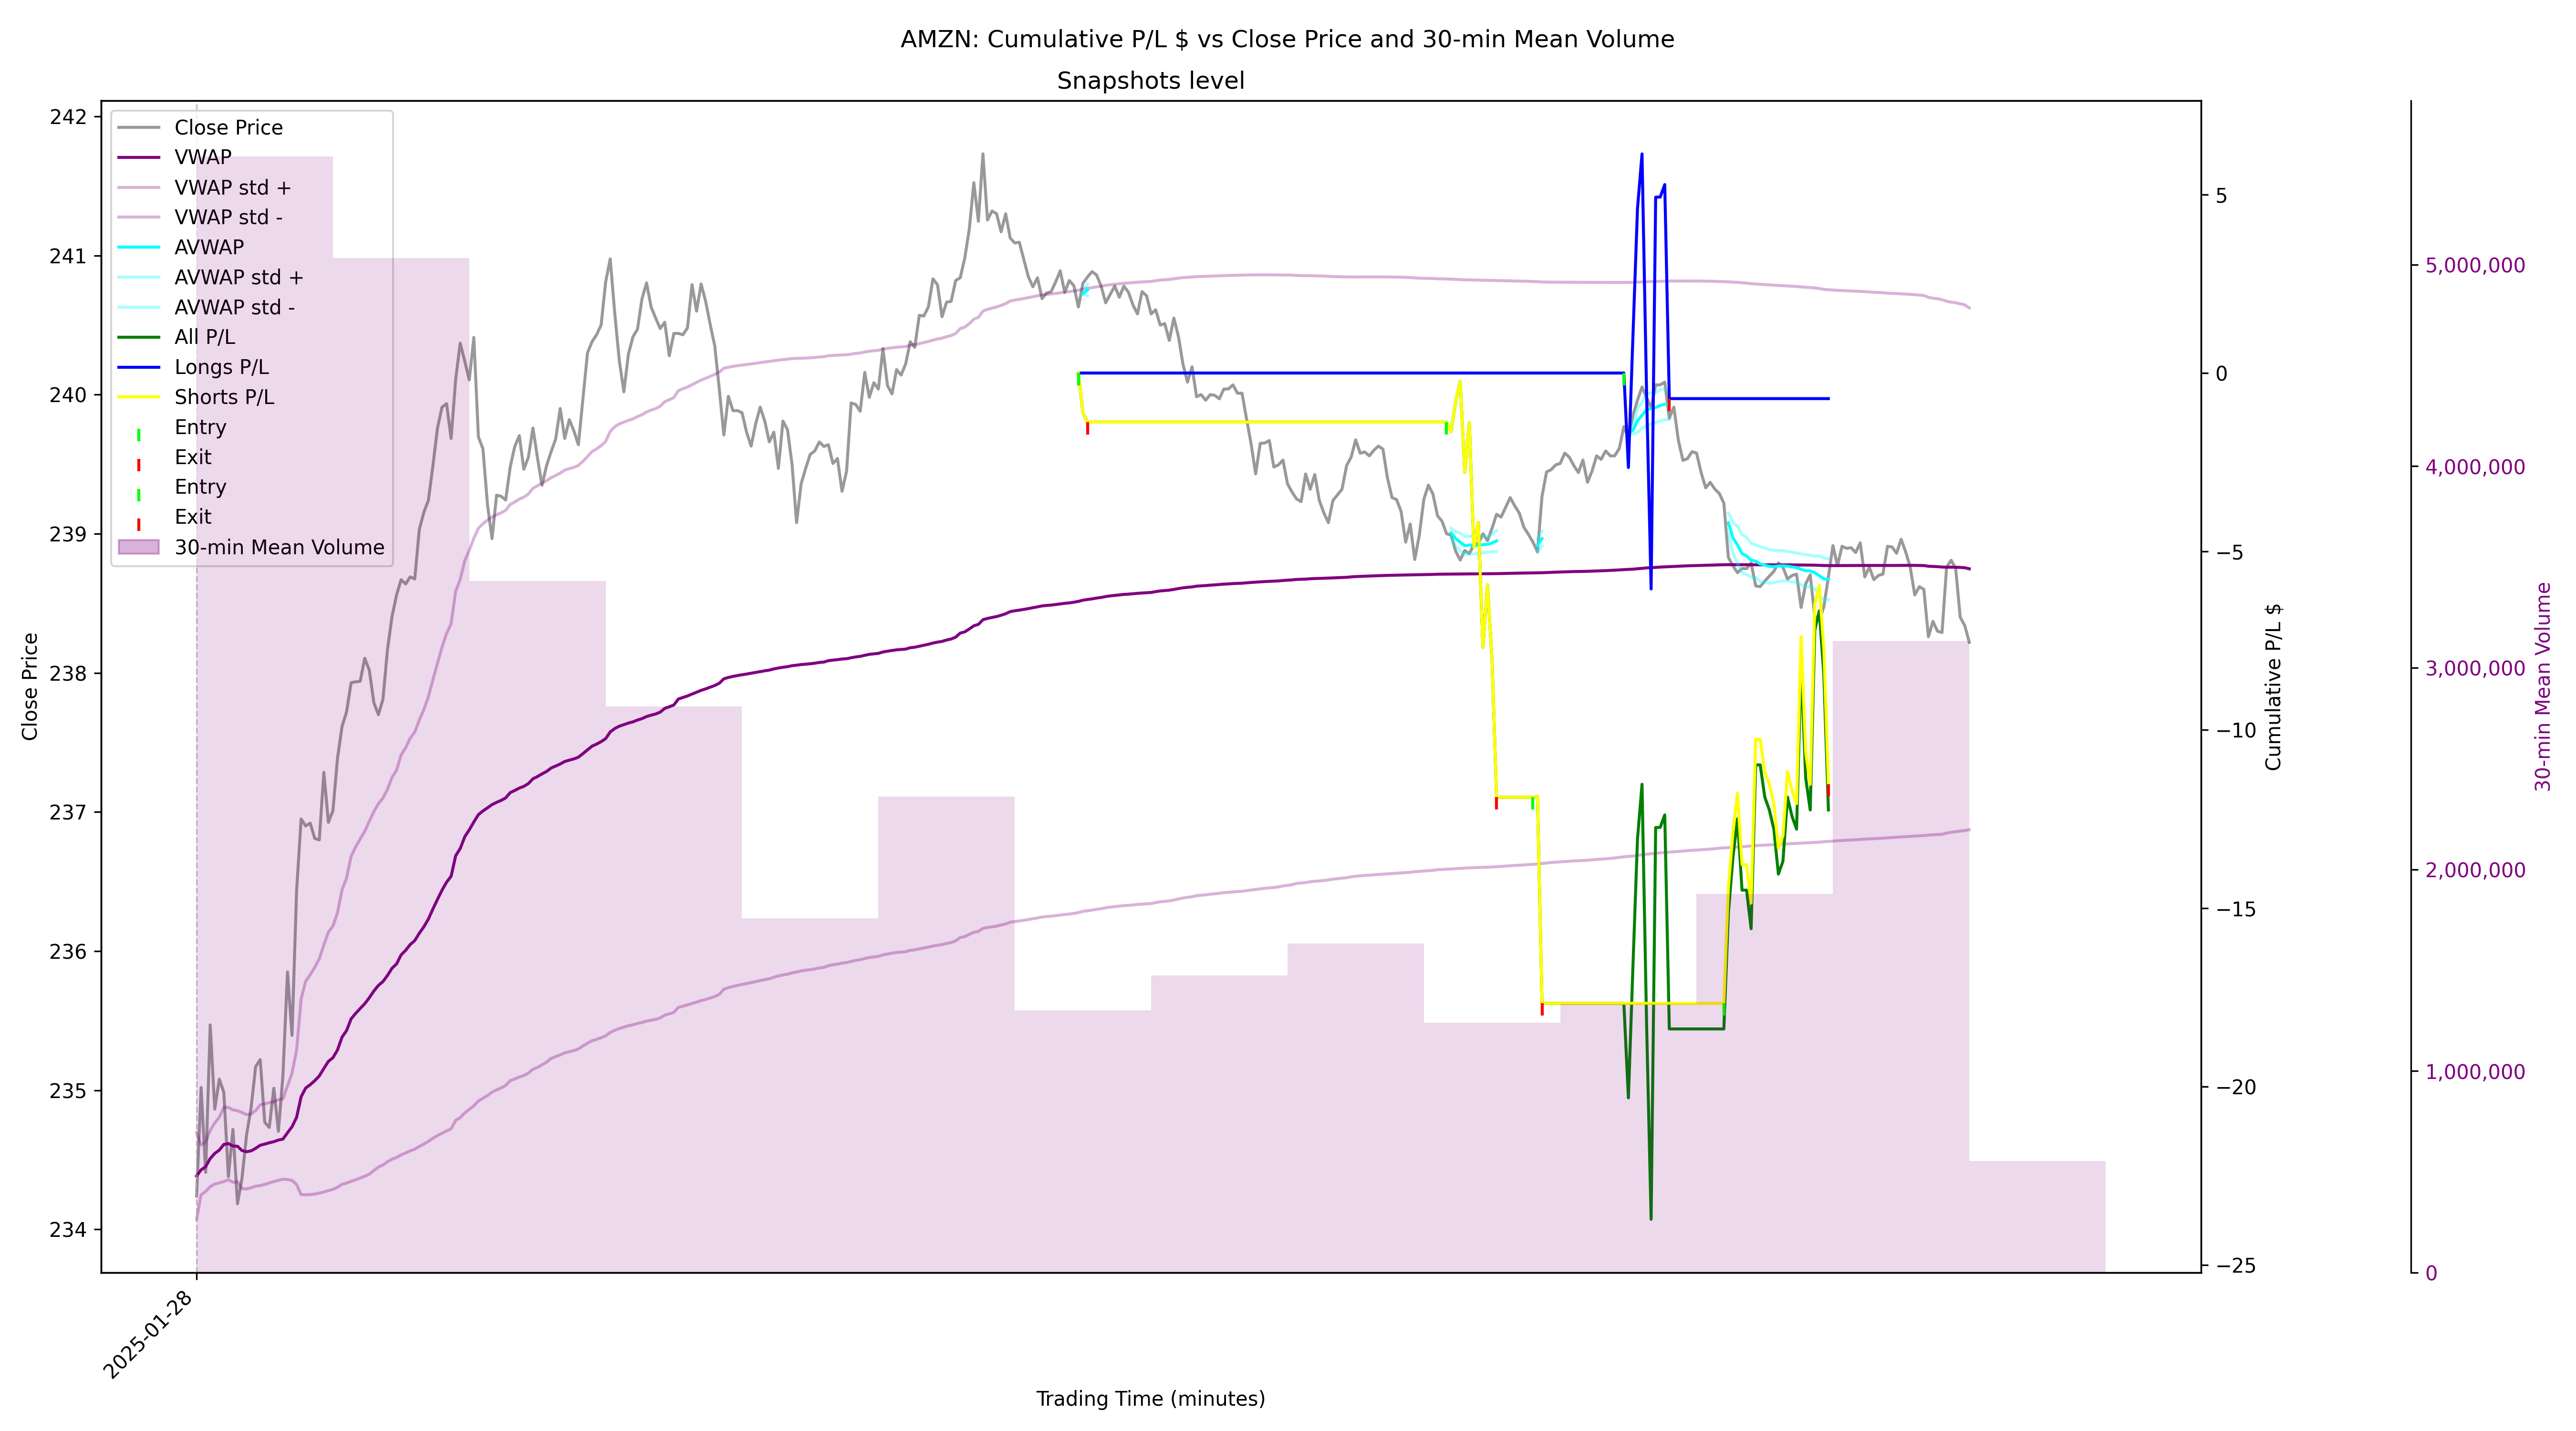 AMZN: Cumulative P/L $ vs Close Price and 30-min Mean Volume
Snapshots level
Close Price
VWAP
VWAP std +
VWAP std -
AVWAP
AVWAP std +
AVWAP std -
All P/L
Longs P/L
Shorts P/L
Entry
Exit
Entry
Exit
30-min Mean Volume
242
241
240
239
238
237
236
235
234
Close Price
5
0
−5
−10
−15
−20
−25
Cumulative P/L $
5,000,000
4,000,000
3,000,000
2,000,000
1,000,000
0
30-min Mean Volume
2025-01-28
Trading Time (minutes)